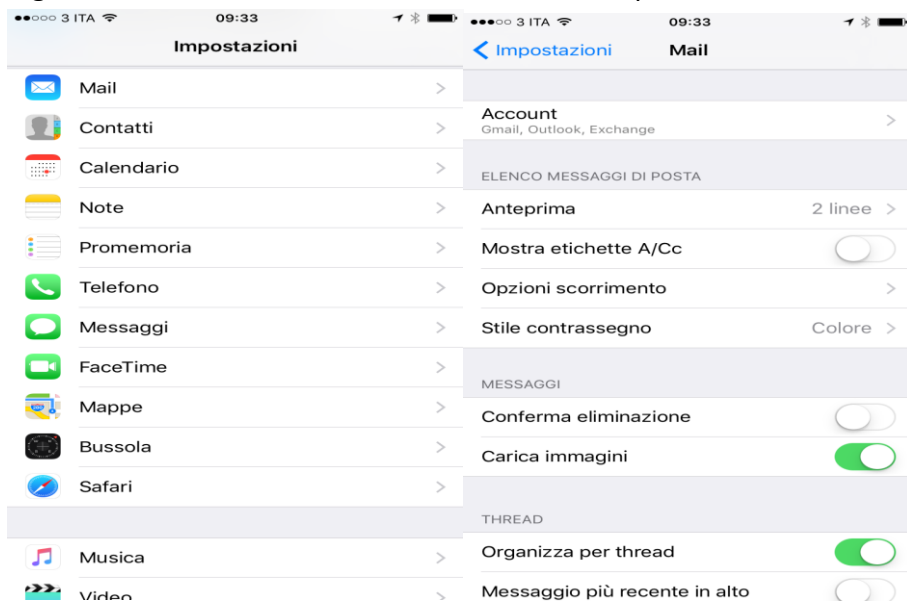 3 ITA 09:33
Impostazioni
Mail
Contatti
Calendario
Note
Promemoria
Telefono
Messaggi
FaceTime
Mappe
Bussola
Safari
Musica
Video
3 ITA 09:33
Impostazioni Mail
Account
Gmail, Outlook, Exchange
ELENCO MESSAGGI DI POSTA
Anteprima 2 linee
Mostra etichette A/Cc
Opzioni scorrimento
Stile contrassegno Colore
MESSAGGI
Conferma eliminazione
Carica immagini
THREAD
Organizza per thread
Messaggio più recente in alto